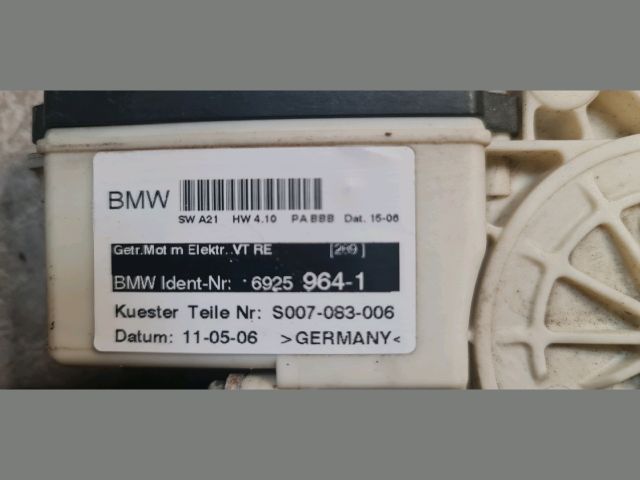 BMW
SW A21 HW 4.10 PA BBB Dat. 15-06
Getr.Mot m Elektr. VT RE
BMW Ident-Nr: 6925 964-1
Kuester Teile Nr: S007-083-006
Datum: 11-05-06 >GERMANY<